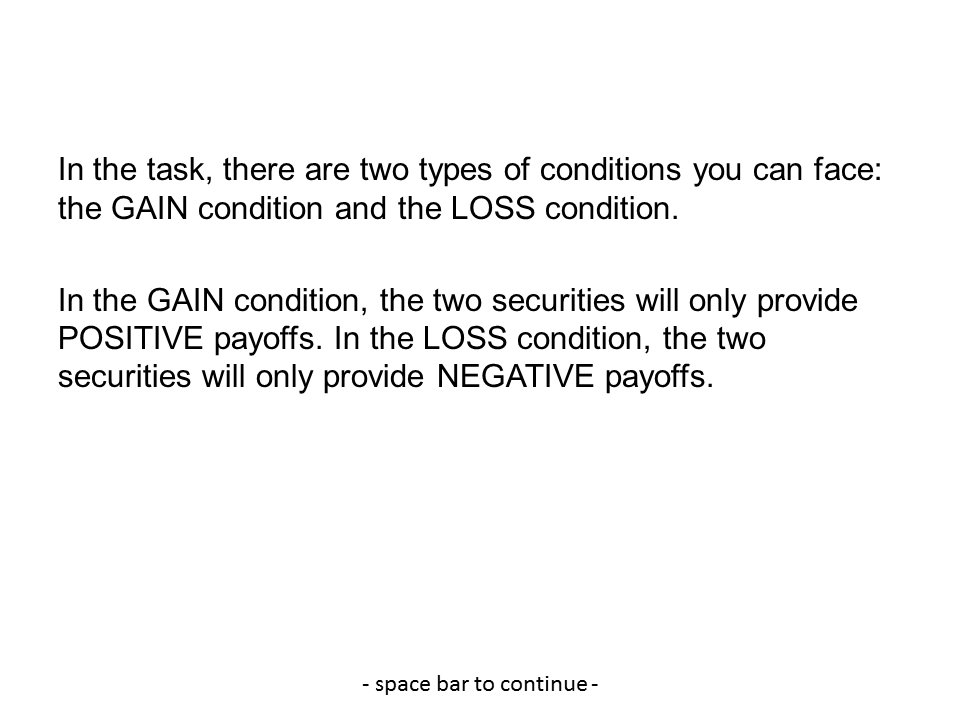 In the task, there are two types of conditions you can face:
the GAIN condition and the LOSS condition.
In the GAIN condition, the two securities will only provide
POSITIVE payoffs. In the LOSS condition, the two
securities will only provide NEGATIVE payoffs.
- space bar to continue -